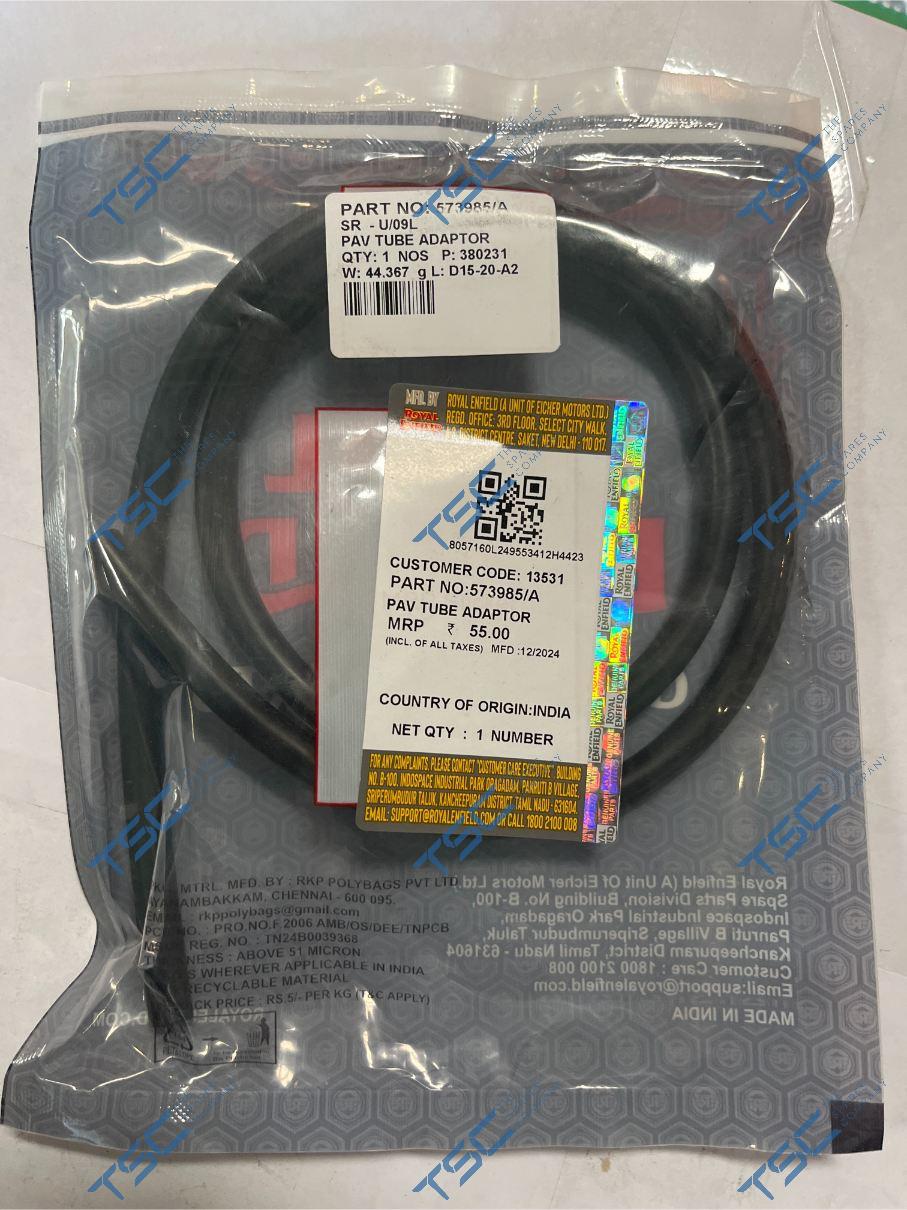 PART NO: 573985/A
SR - U/09L
PAV TUBE ADAPTOR
QTY: 1 NOS P: 380231
W: 44.367 g L: D15-20-A2
MFD. BY
ROYAL ENFIELD
ROYAL ENFIELD (A UNIT OF EICHER MOTORS LTD.)
REGD. OFFICE: 3RD FLOOR, SELECT CITY WALK,
DISTRICT CENTRE, SAKET, NEW DELHI - 110 017.
8057160L249553412H4423
CUSTOMER CODE: 13531
PART NO:573985/A
PAV TUBE ADAPTOR
MRP ₹ 55.00
(INCL. OF ALL TAXES) MFD :12/2024
COUNTRY OF ORIGIN:INDIA
NET QTY : 1 NUMBER
FOR ANY COMPLAINTS, PLEASE CONTACT "CUSTOMER CARE EXECUTIVE" BUILDING
NO. B-100, INDOSPACE INDUSTRIAL PARK ORAGADAM, PANRUTI B VILLAGE,
SRIPERUMBUDUR TALUK, KANCHEEPURAM DISTRICT, TAMIL NADU - 631604.
EMAIL: SUPPORT@ROYALENFIELD.COM OR CALL 1800 2100 008
MTRL. MFD. BY : RKP POLYBAGS PVT LTD.,
CHENNAI - 600 095.
: rkppolybags@gmail.com
NO. : PRO.NO.F.2006 AMB/OS/DEE/TNPCB
REG. NO. : TN24B0039368
: ABOVE 51 MICRON
WHEREVER APPLICABLE IN INDIA
RECYCLABLE MATERIAL
PRICE : RS.5/- PER KG (T&C APPLY)
Royal Enfield (A Unit Of Eicher Motors Ltd.)
Spare Parts Division, Building No. B-100,
Indospace Industrial Park Oragadam,
Panruti B Village, Sriperumbudur Taluk,
Kancheepuram District, Tamil Nadu - 631604
Customer Care : 1800 2100 008
Email:support@royalenfield.com
MADE IN INDIA
TSC THE SPARES COMPANY